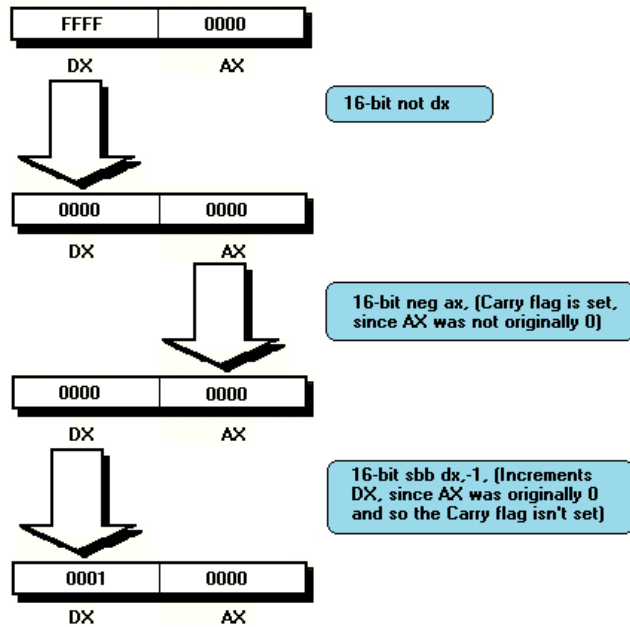 FFFF 0000
DX AX
16-bit not dx
0000 0000
DX AX
16-bit neg ax, (Carry flag is set,
since AX was not originally 0)
0000 0000
DX AX
16-bit sbb dx,-1, (Increments
DX, since AX was originally 0
and so the Carry flag isn't set)
0001 0000
DX AX